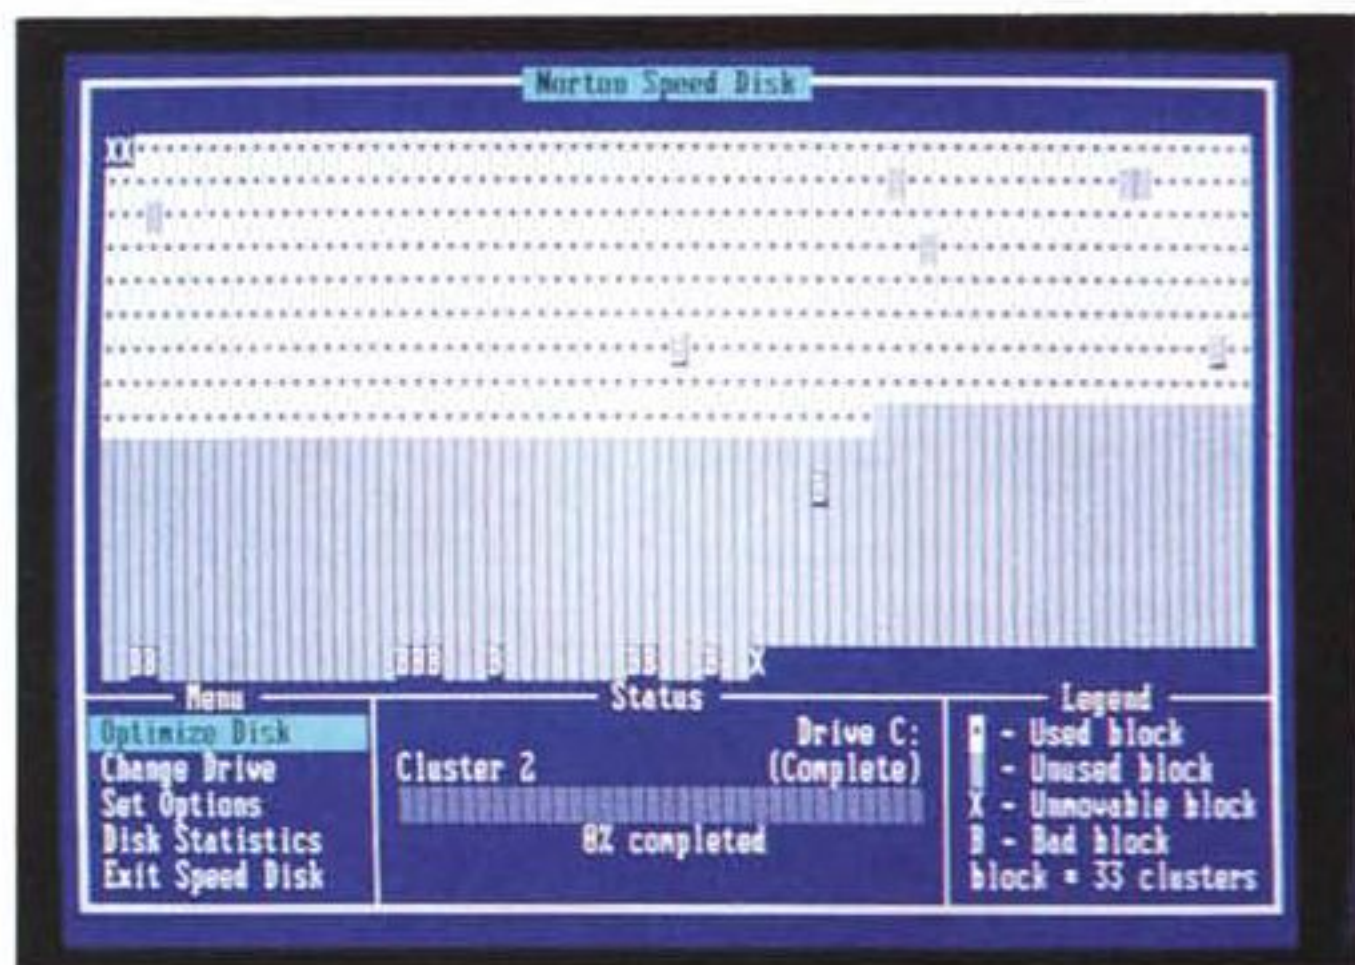 Norton Speed Disk
XX
BB BBB B BB B X
Menu
Optimize Disk
Change Drive
Set Options
Disk Statistics
Exit Speed Disk
Status
Drive C:
Cluster 2 (Complete)
0% completed
Legend
• - Used block
- Unused block
X - Unmovable block
B - Bad block
block = 33 clusters